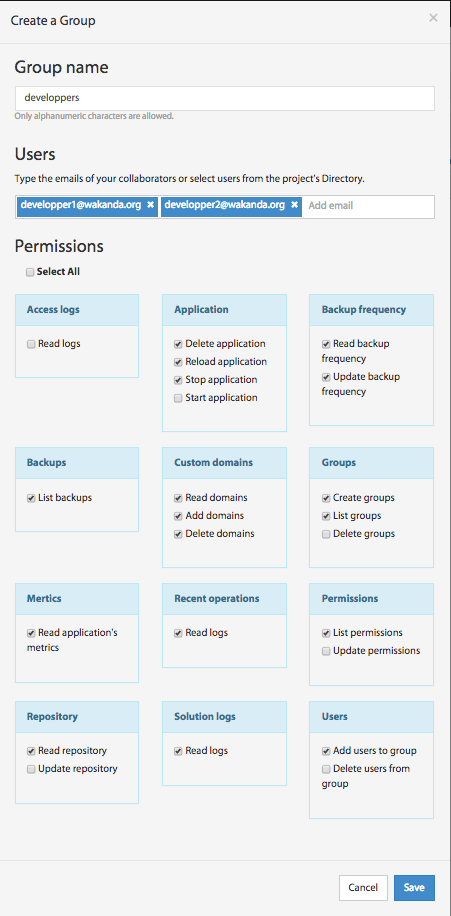 Create a Group
×
Group name
developpers
Only alphanumeric characters are allowed.
Users
Type the emails of your collaborators or select users from the project's Directory.
developper1@wakanda.org × developper2@wakanda.org × Add email
Permissions
Select All
Access logs
Read logs
Application
Delete application
Reload application
Stop application
Start application
Backup frequency
Read backup
frequency
Update backup
frequency
Backups
List backups
Custom domains
Read domains
Add domains
Delete domains
Groups
Create groups
List groups
Delete groups
Mertics
Read application's
metrics
Recent operations
Read logs
Permissions
List permissions
Update permissions
Repository
Read repository
Update repository
Solution logs
Read logs
Users
Add users to group
Delete users from
group
Cancel
Save